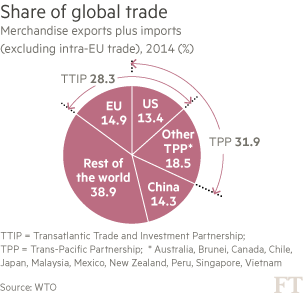 Share of global trade
Merchandise exports plus imports
(excluding intra-EU trade), 2014 (%)
TTIP 28.3
EU
14.9
US
13.4
TPP 31.9
Other
TPP*
18.5
Rest of
the world
38.9
China
14.3
TTIP = Transatlantic Trade and Investment Partnership;
TPP = Trans-Pacific Partnership; * Australia, Brunei, Canada, Chile,
Japan, Malaysia, Mexico, New Zealand, Peru, Singapore, Vietnam
Source: WTO
FT